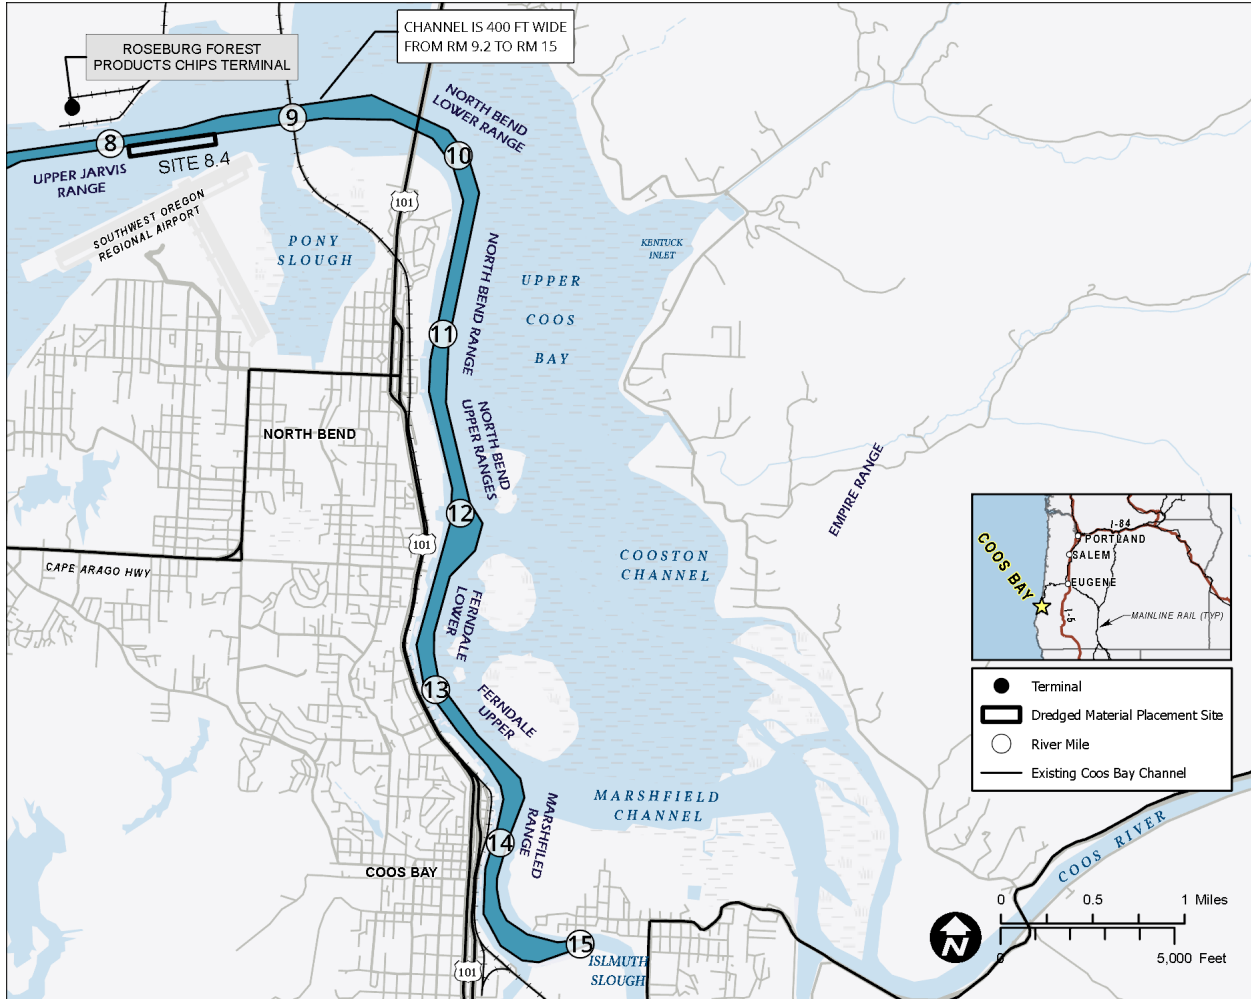 CHANNEL IS 400 FT WIDE
FROM RM 9.2 TO RM 15
ROSEBURG FOREST
PRODUCTS CHIPS TERMINAL
NORTH BEND
LOWER RANGE
9
8
10
SITE 8.4
UPPER JARVIS
RANGE
101
SOUTHWEST OREGON
REGIONAL AIRPORT
PONY
SLOUGH
KENTUCK
INLET
NORTH BEND RANGE
UPPER
COOS
BAY
11
NORTH BEND
UPPER RANGES
NORTH BEND
EMPIRE RANGE
12
101
CAPE ARAGO HWY
COOSTON
CHANNEL
FERNDALE
LOWER
13
FERNDALE
UPPER
MARSHFIELD
CHANNEL
MARSHFILED
RANGE
14
COOS BAY
15
ISLMUTH
SLOUGH
101
COOS RIVER
COOS BAY
I-84
PORTLAND
SALEM
EUGENE
I-5
MAINLINE RAIL (TYP)
Terminal
Dredged Material Placement Site
River Mile
Existing Coos Bay Channel
0 0.5 1 Miles
0 5,000 Feet
N